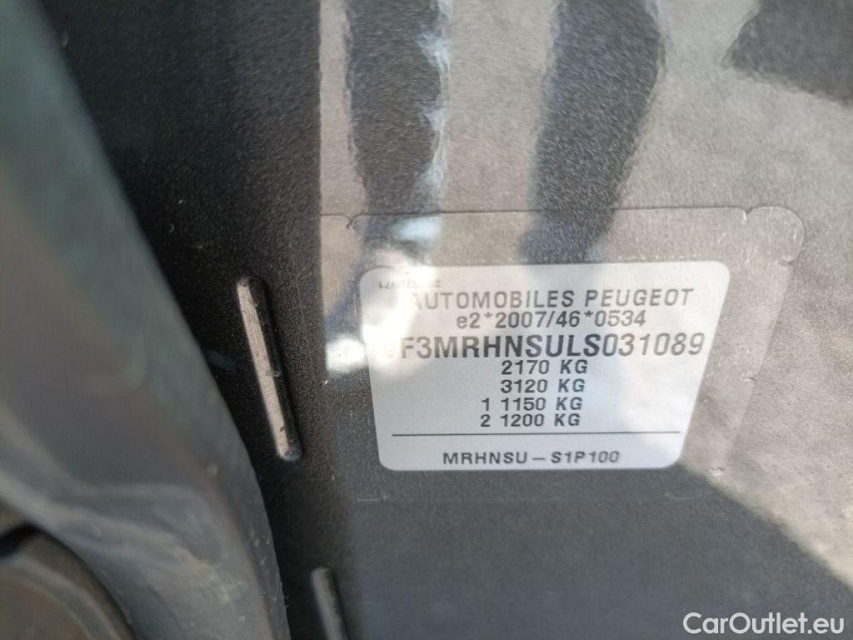 AUTOMOBILES PEUGEOT
e2*2007/46*0534
VF3MRHNSULS031089
2170 KG
3120 KG
1 1150 KG
2 1200 KG
MRHNSU-S1P100
CarOutlet.eu